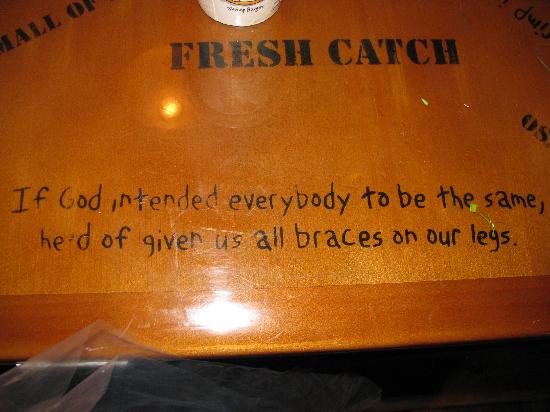 MALL OF
FRESH CATCH
If God intended everybody to be the same,
he'd of given us all braces on our legs.